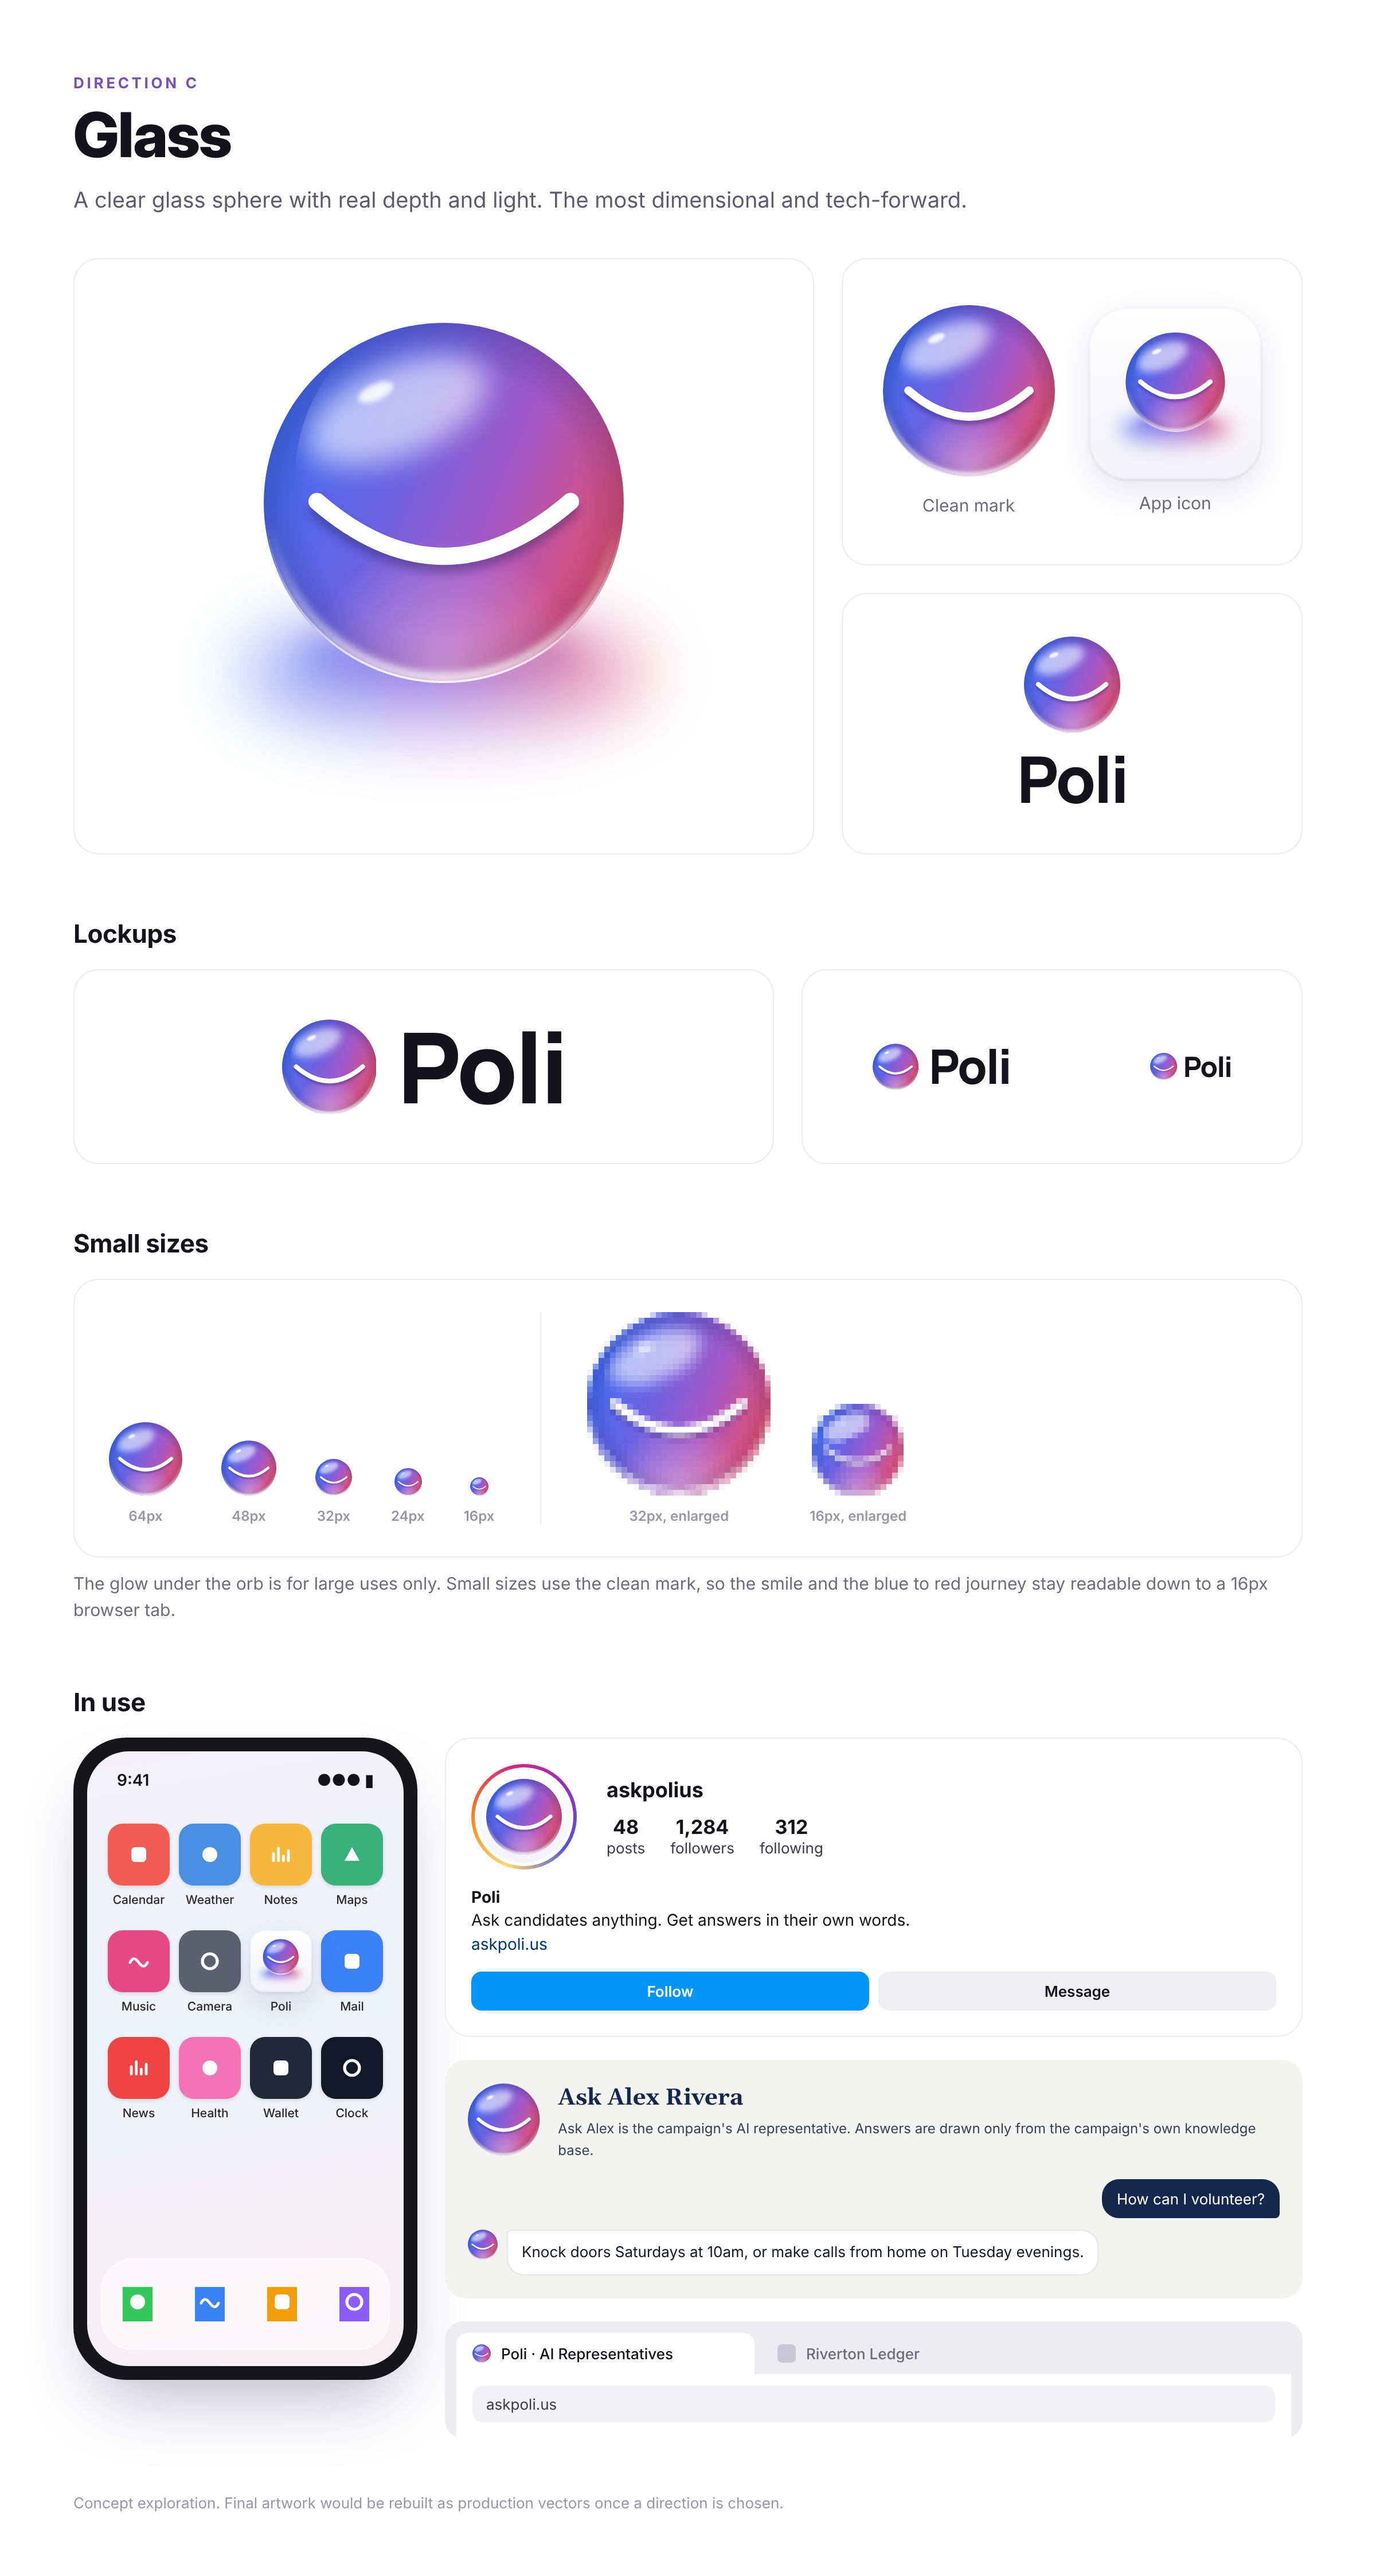 DIRECTION C
Glass
A clear glass sphere with real depth and light. The most dimensional and tech-forward.
Clean mark
App icon
Poli
Lockups
Poli
Poli
Poli
Small sizes
64px
48px
32px
24px
16px
32px, enlarged
16px, enlarged
The glow under the orb is for large uses only. Small sizes use the clean mark, so the smile and the blue to red journey stay readable down to a 16px
browser tab.
In use
9:41
Calendar
Weather
Notes
Maps
Music
Camera
Poli
Mail
News
Health
Wallet
Clock
askpolius
48
1,284
312
posts
followers
following
Poli
Ask candidates anything. Get answers in their own words.
askpoli.us
Follow
Message
Ask Alex Rivera
Ask Alex is the campaign's AI representative. Answers are drawn only from the campaign's own knowledge
base.
How can I volunteer?
Knock doors Saturdays at 10am, or make calls from home on Tuesday evenings.
Poli · AI Representatives
Riverton Ledger
askpoli.us
Concept exploration. Final artwork would be rebuilt as production vectors once a direction is chosen.